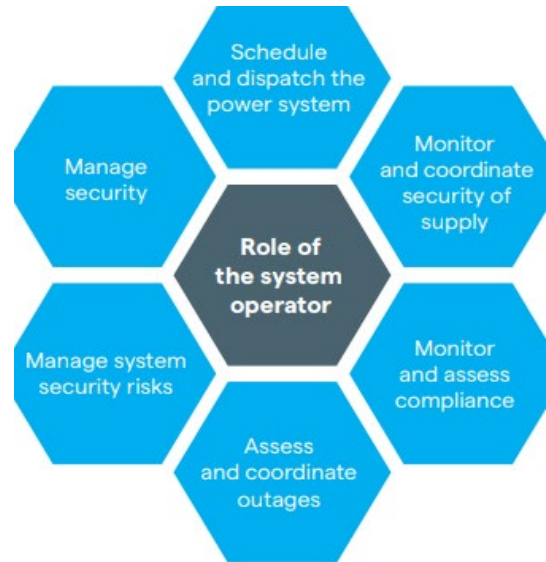 Schedule
and dispatch the
power system
Monitor
and coordinate
security of
supply
Monitor
and assess
compliance
Assess
and coordinate
outages
Manage system
security risks
Manage
security
Role of
the system
operator